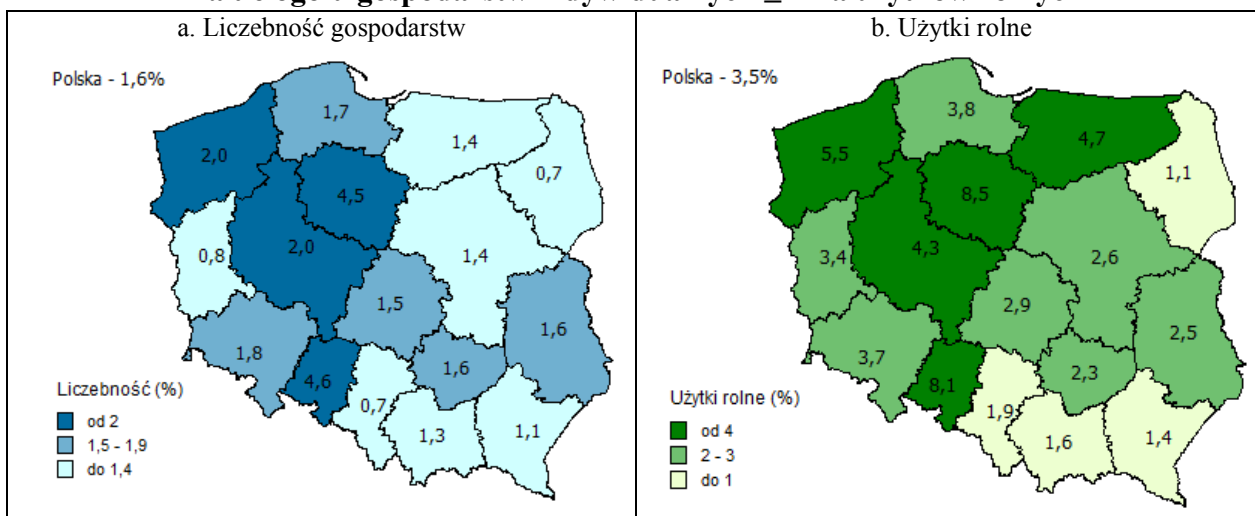 a. Liczebność gospodarstw
Polska - 1,6%
1,7
1,4
2,0
0,7
4,5
2,0
0,8
1,4
1,5
1,6
1,8
1,6
4,6
0,7
1,3
1,1
Liczebność (%)
od 2
1,5 - 1,9
do 1,4
b. Użytki rolne
Polska - 3,5%
3,8
4,7
5,5
1,1
8,5
4,3
3,4
2,6
2,9
2,5
3,7
2,3
8,1
1,9
1,6
1,4
Użytki rolne (%)
od 4
2 - 3
do 1